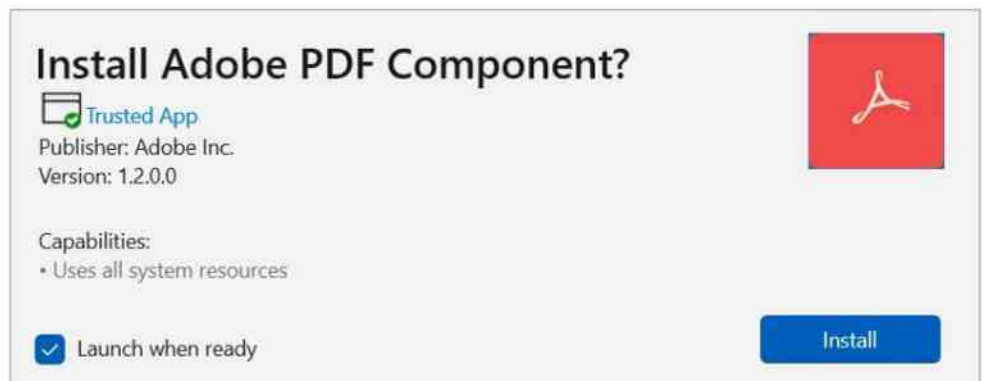 Install Adobe PDF Component?
Trusted App
Publisher: Adobe Inc.
Version: 1.2.0.0
Capabilities:
• Uses all system resources
Launch when ready
Install